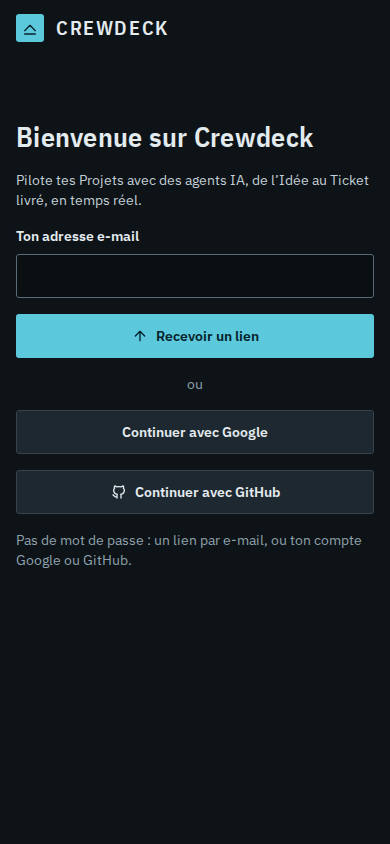 CREWDECK
Bienvenue sur Crewdeck
Pilote tes Projets avec des agents IA, de l’Idée au Ticket
livré, en temps réel.
Ton adresse e-mail
Recevoir un lien
ou
Continuer avec Google
Continuer avec GitHub
Pas de mot de passe : un lien par e-mail, ou ton compte
Google ou GitHub.